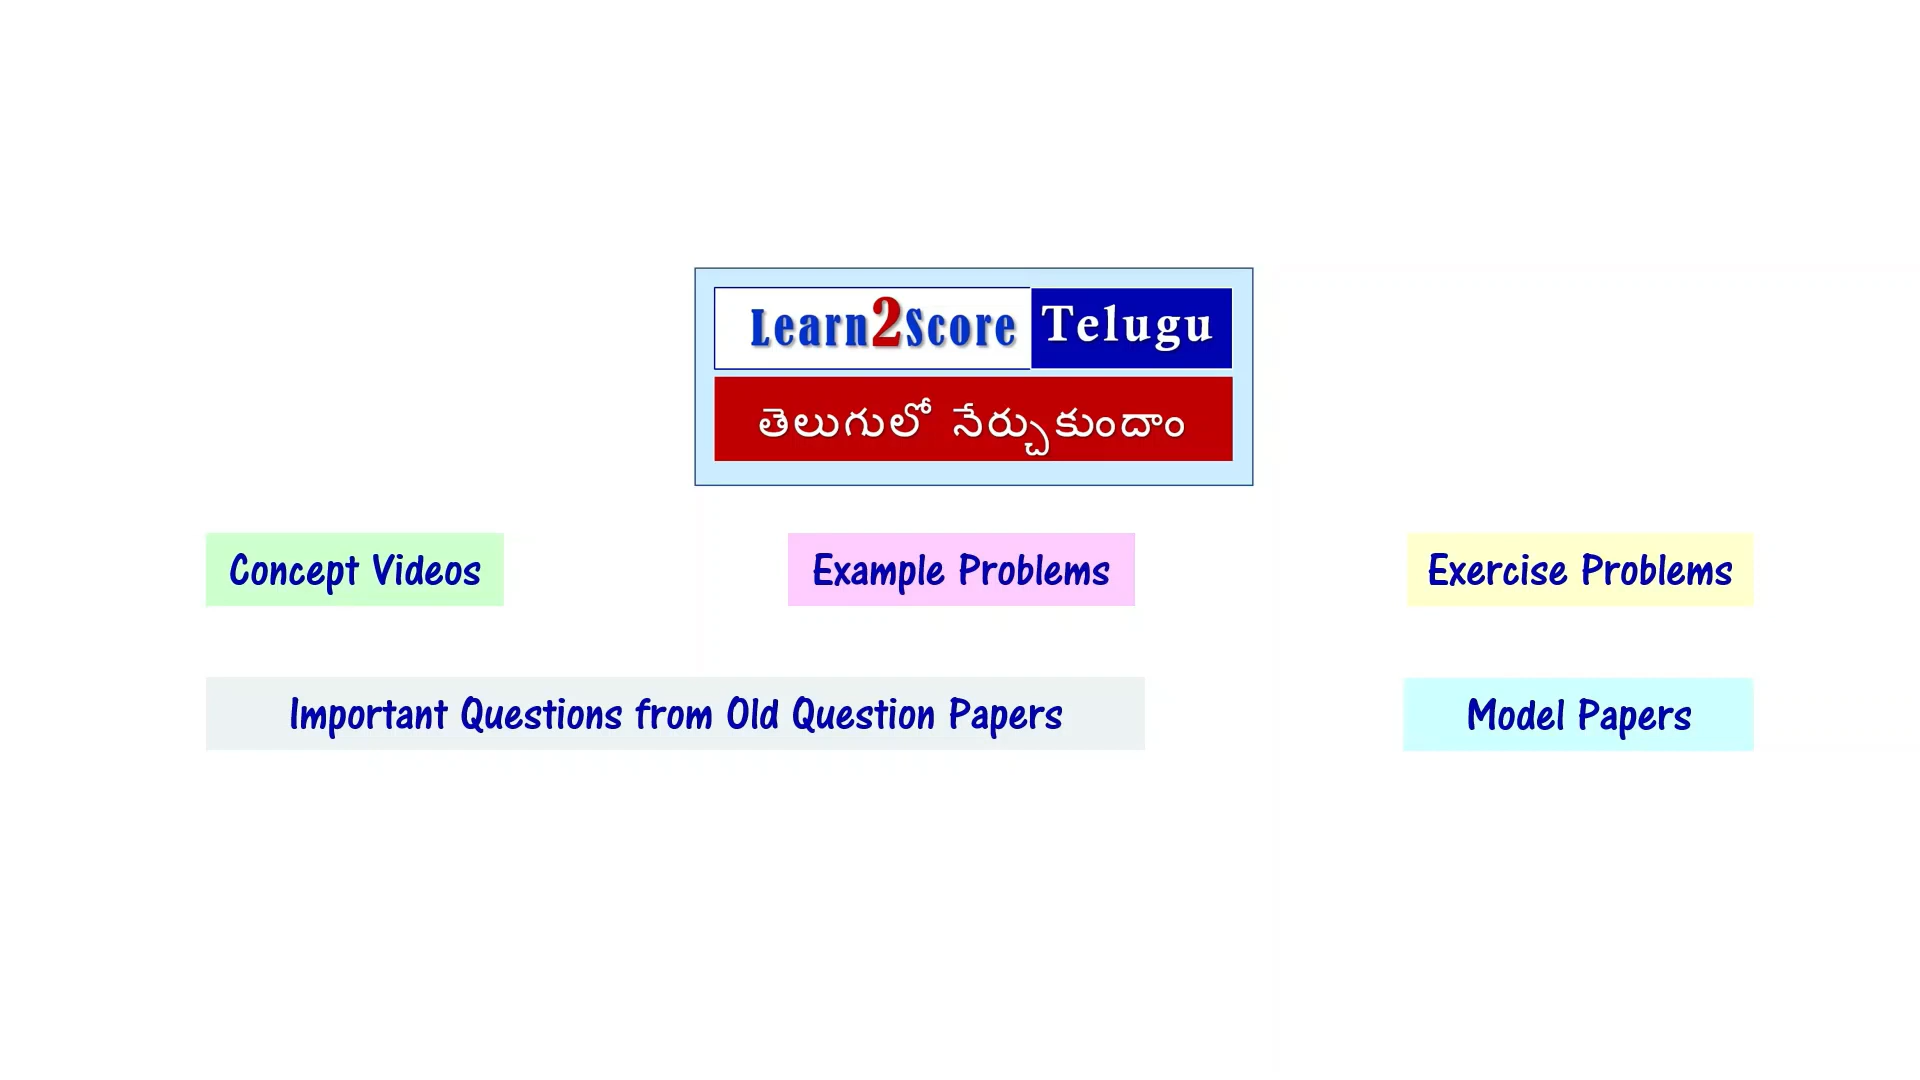 Learn2Score Telugu
తెలుగులో నేర్చుకుందాం
Concept Videos
Example Problems
Exercise Problems
Important Questions from Old Question Papers
Model Papers